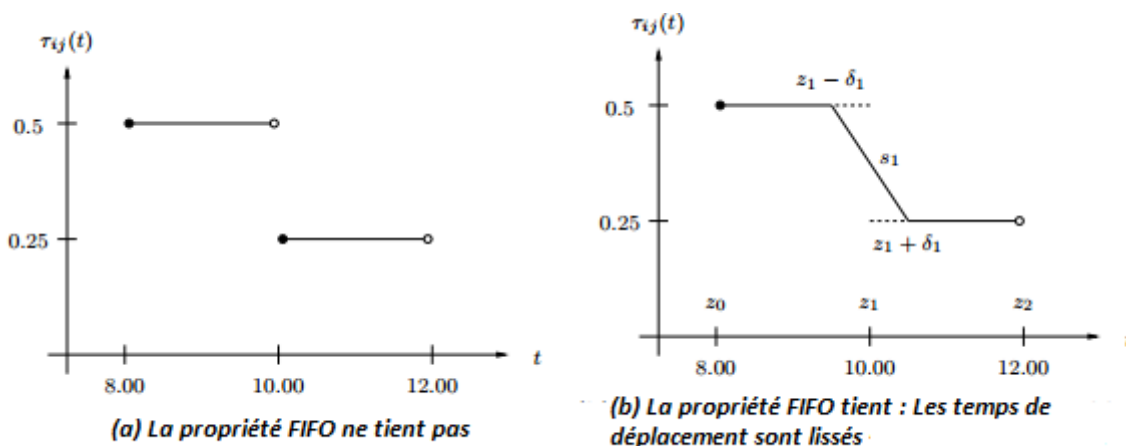 τij(t)
0.5
0.25
8.00 10.00 12.00 t
(a) La propriété FIFO ne tient pas
τij(t)
z1 − δ1
0.5
s1
0.25
z1 + δ1
z0 z1 z2
8.00 10.00 12.00
(b) La propriété FIFO tient : Les temps de
déplacement sont lissés